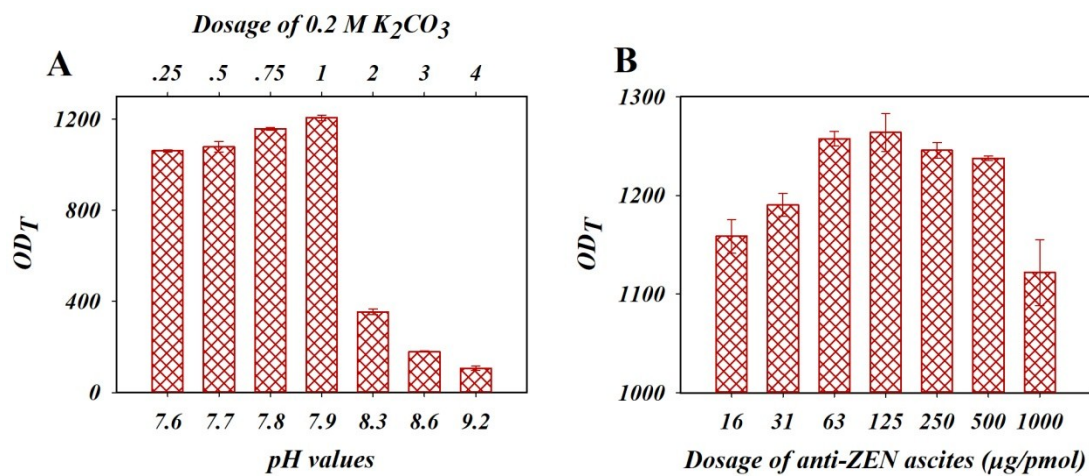 Dosage of 0.2 M K₂CO₃
A
.25 .5 .75 1 2 3 4
1200
800
400
0
OD_T
7.6 7.7 7.8 7.9 8.3 8.6 9.2
pH values
B
1300
1200
1100
1000
OD_T
16 31 63 125 250 500 1000
Dosage of anti-ZEN ascites (µg/pmol)